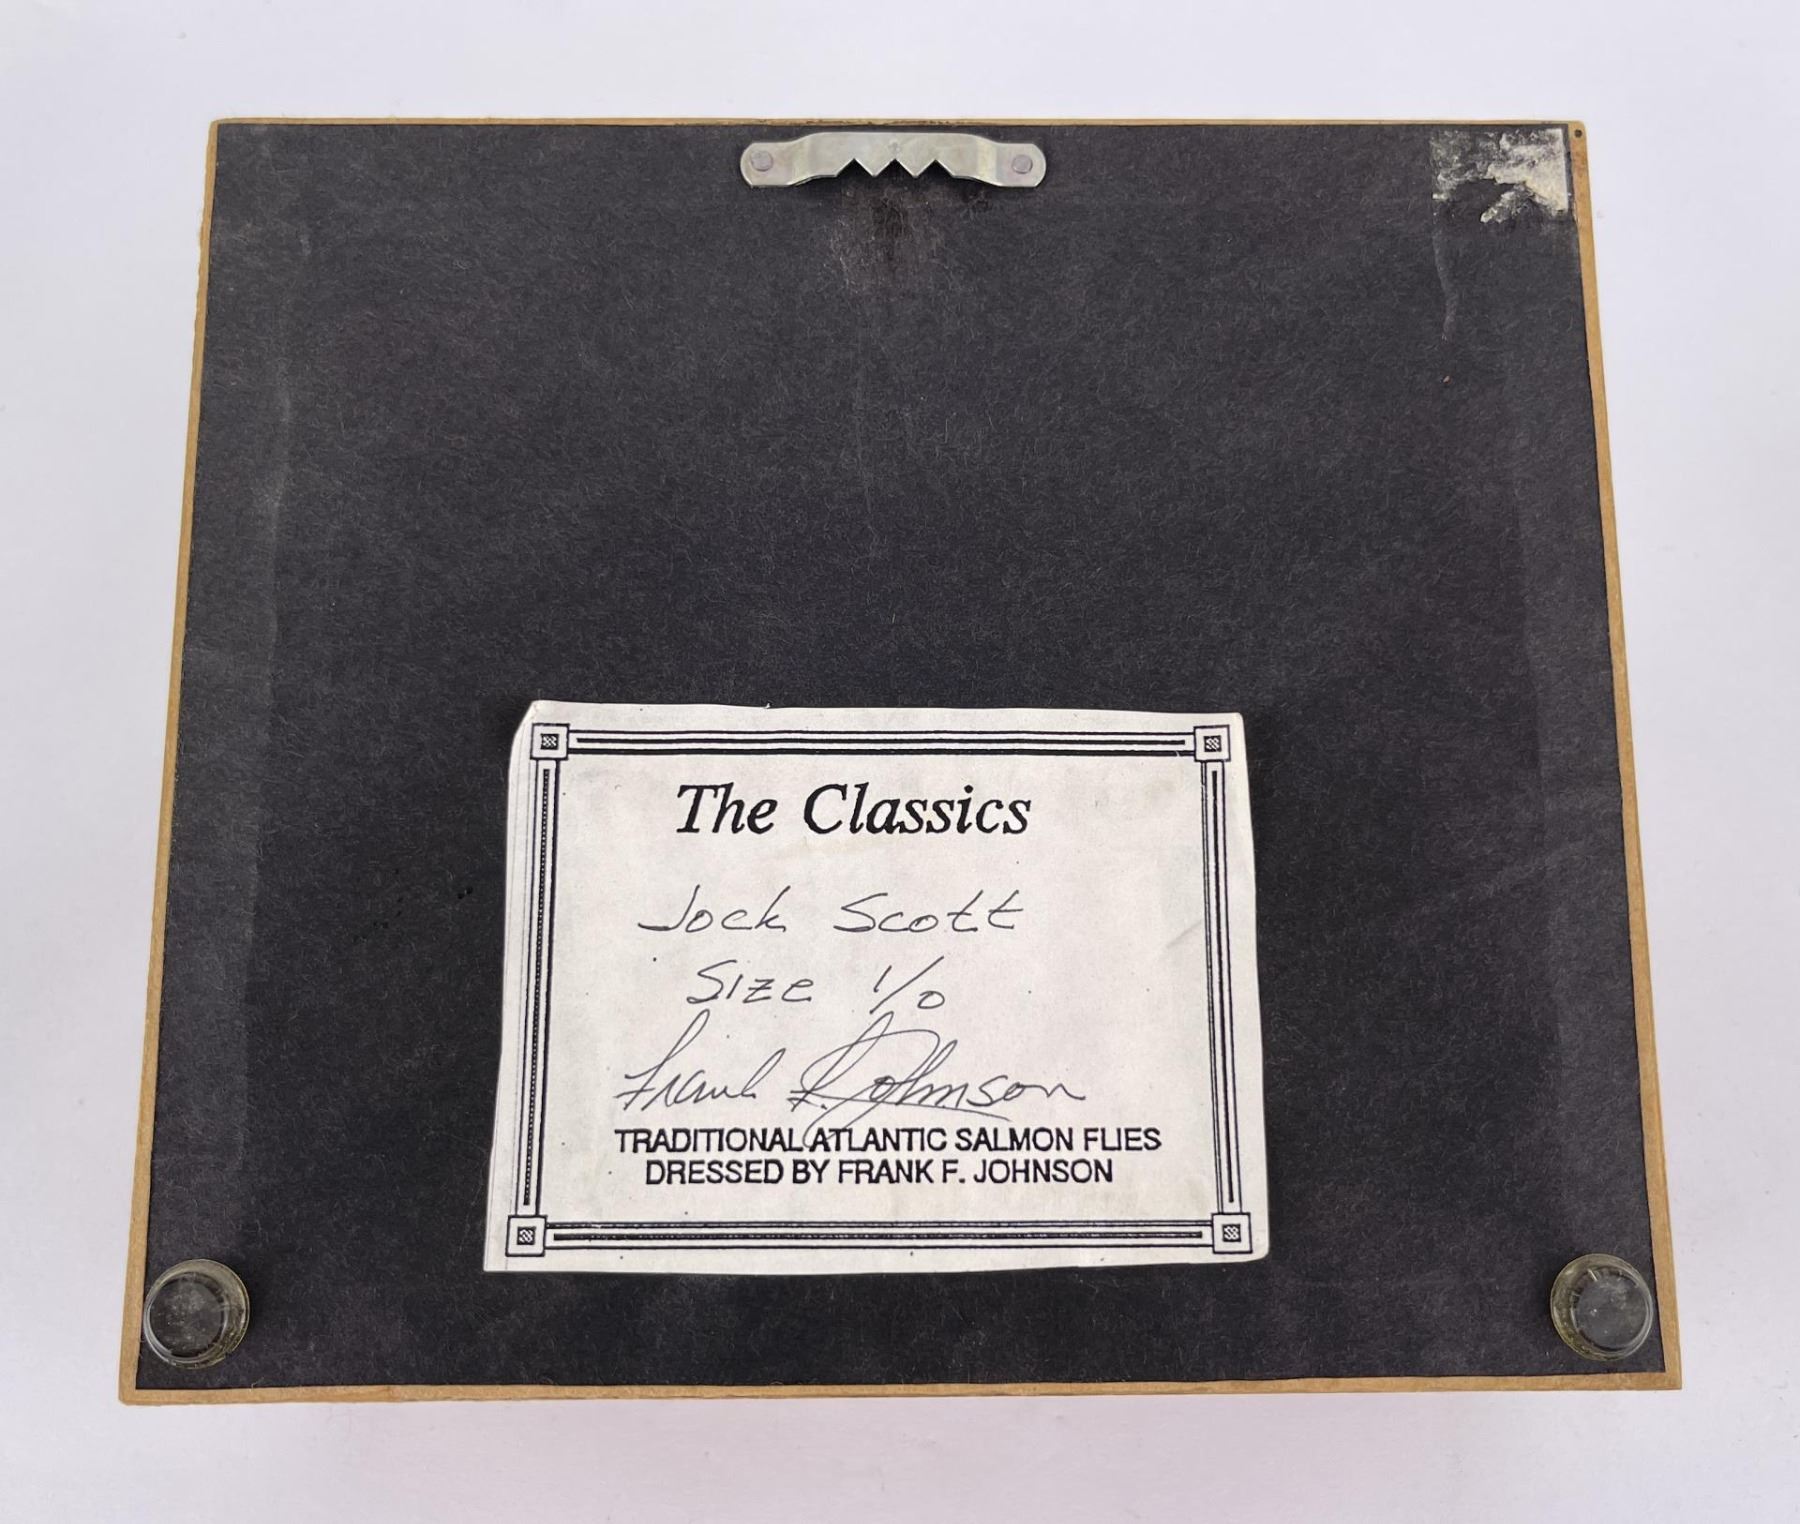 The Classics
Jock Scott
Size 1/0
Frank F. Johnson
TRADITIONAL ATLANTIC SALMON FLIES
DRESSED BY FRANK F. JOHNSON